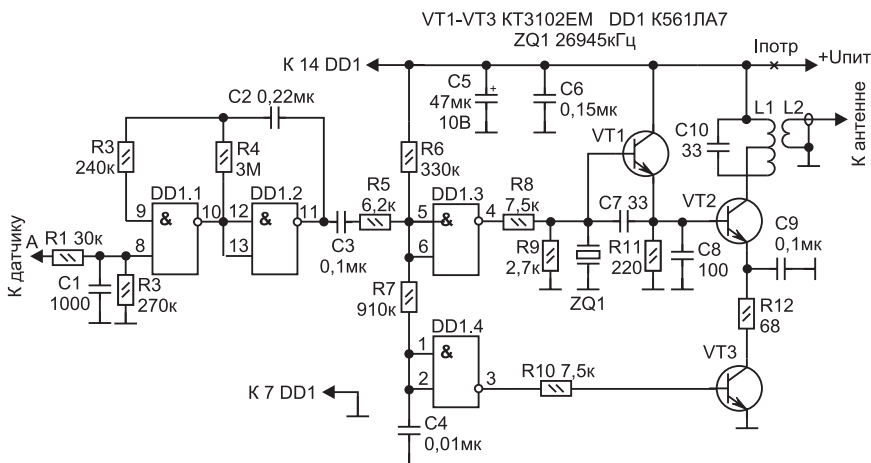 VT1-VT3 КТ3102ЕМ DD1 К561ЛА7
ZQ1 26945кГц
Iпотр
+Uпит
К 14 DD1
C2 0,22мк
C5
47мк
10В
+
C6
0,15мк
L1 L2
К антенне
R3
240к
R4
3М
R6
330к
VT1
C10
33
DD1.1
&
9
8
10
DD1.2
&
12
13
11
R5
6,2к
C3
0,1мк
DD1.3
&
5
6
4
R8
7,5к
C7 33
VT2
C9
0,1мк
К датчику
А
R1 30к
C1
1000
R3
270к
R9
2,7к
ZQ1
R11
220
C8
100
R7
910к
R12
68
DD1.4
&
1
2
3
VT3
R10 7,5к
К 7 DD1
C4
0,01мк